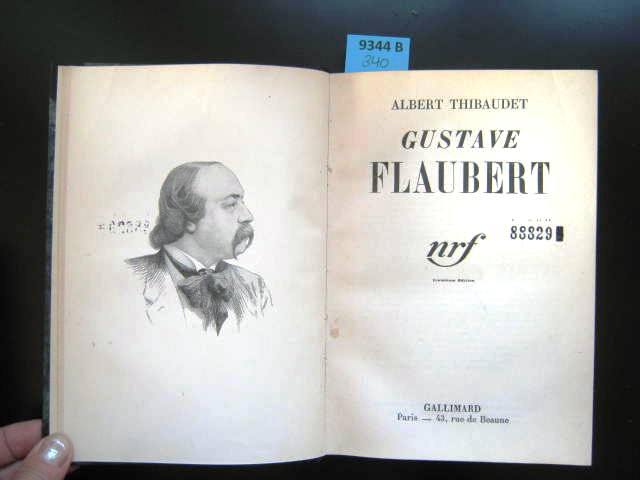 9344 B
340
ALBERT THIBAUDET
GUSTAVE
FLAUBERT
88329
nrf
GALLIMARD
Paris — 43, rue de Beaune